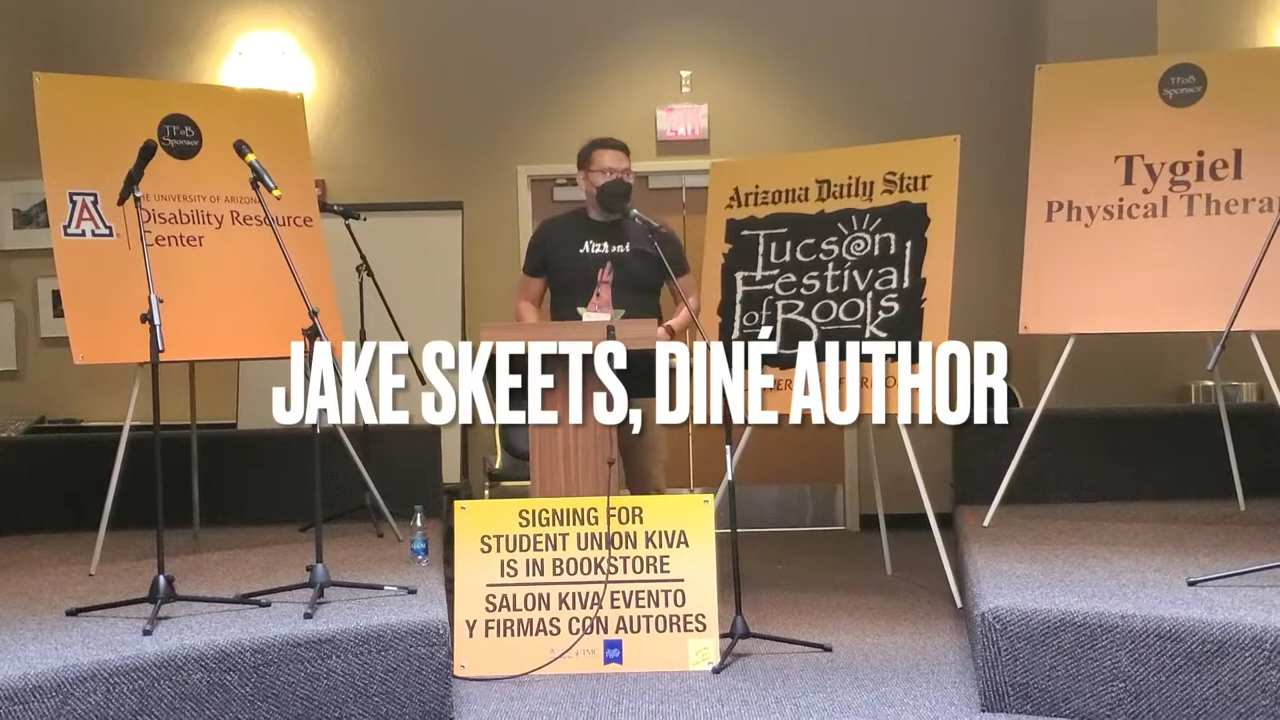 TFoB
Sponsor
A
THE UNIVERSITY OF ARIZONA
Disability Resource
Center
EXIT
Nizhoni
Arizona Daily Star
Tucson
Festival
of Books
TFoB
Sponsor
Tygiel
Physical Thera
JAKE SKEETS, DINÉ AUTHOR
SIGNING FOR
STUDENT UNION KIVA
IS IN BOOKSTORE
SALON KIVA EVENTO
Y FIRMAS CON AUTORES
TMC